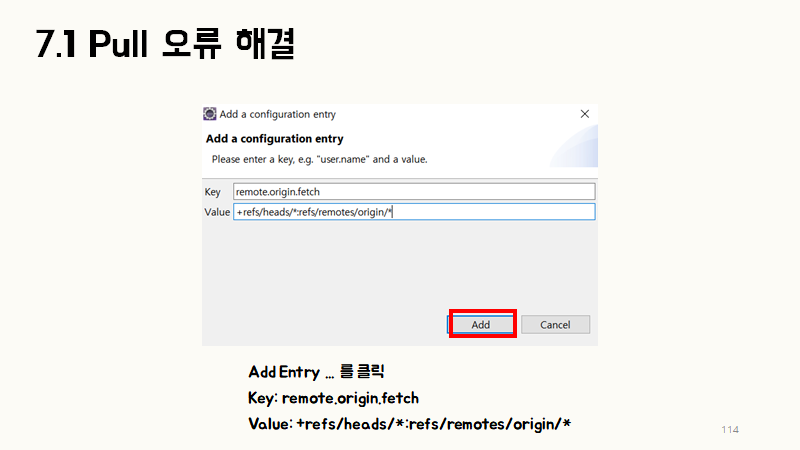 7.1 Pull 오류 해결
Add a configuration entry
Add a configuration entry
Please enter a key, e.g. "user.name" and a value.
Key remote.origin.fetch
Value +refs/heads/*:refs/remotes/origin/*
Add Cancel
Add Entry ... 를 클릭
Key: remote.origin.fetch
Value: +refs/heads/*:refs/remotes/origin/*
114